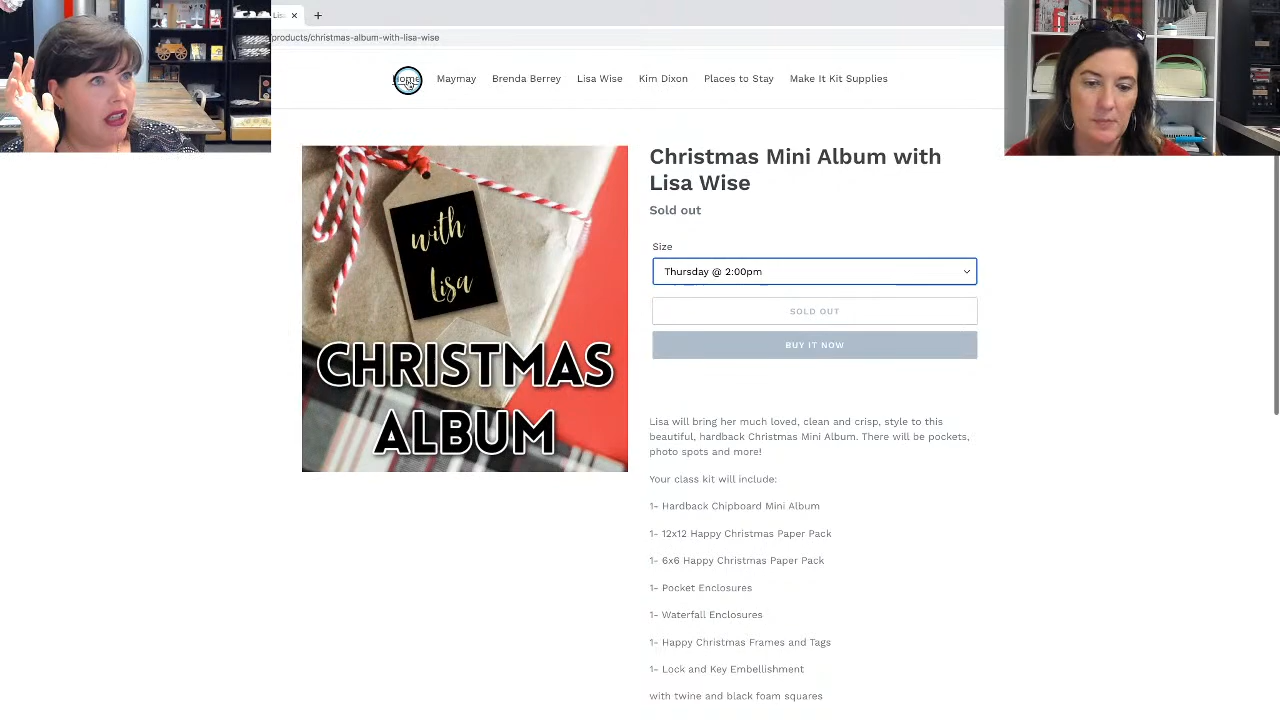 Lis
products/christmas-album-with-lisa-wise
Home Maymay Brenda Berrey Lisa Wise Kim Dixon Places to Stay Make It Kit Supplies
with
Lisa
CHRISTMAS
ALBUM
Christmas Mini Album with
Lisa Wise
Sold out
Size
Thursday @ 2:00pm
SOLD OUT
BUY IT NOW
Lisa will bring her much loved, clean and crisp, style to this
beautiful, hardback Christmas Mini Album. There will be pockets,
photo spots and more!
Your class kit will include:
1- Hardback Chipboard Mini Album
1- 12x12 Happy Christmas Paper Pack
1- 6x6 Happy Christmas Paper Pack
1- Pocket Enclosures
1- Waterfall Enclosures
1- Happy Christmas Frames and Tags
1- Lock and Key Embellishment
with twine and black foam squares